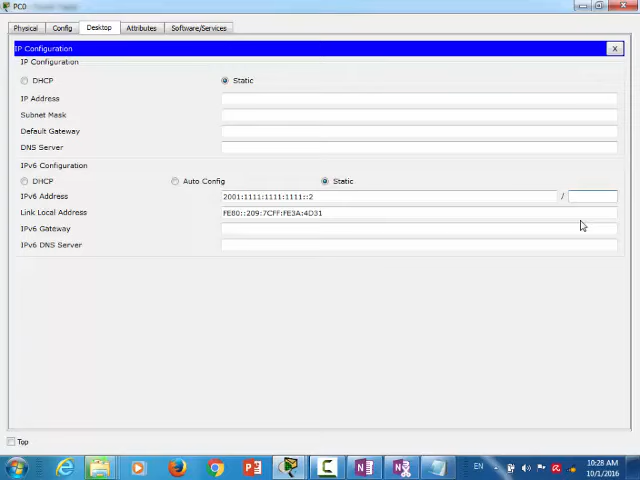 PC0
Physical Config Desktop Attributes Software/Services
IP Configuration X
IP Configuration
DHCP Static
IP Address
Subnet Mask
Default Gateway
DNS Server
IPv6 Configuration
DHCP Auto Config Static
IPv6 Address 2001:1111:1111:1111::2 /
Link Local Address FE80::209:7CFF:FE3A:4D31
IPv6 Gateway
IPv6 DNS Server
Top
EN 10:28 AM
10/1/2016